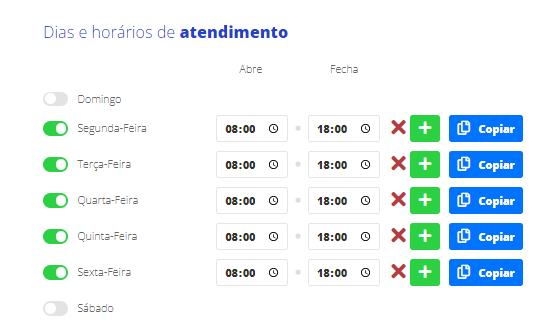 Dias e horários de atendimento
Abre Fecha
Domingo
Segunda-Feira 08:00 18:00 Copiar
Terça-Feira 08:00 18:00 Copiar
Quarta-Feira 08:00 18:00 Copiar
Quinta-Feira 08:00 18:00 Copiar
Sexta-Feira 08:00 18:00 Copiar
Sábado